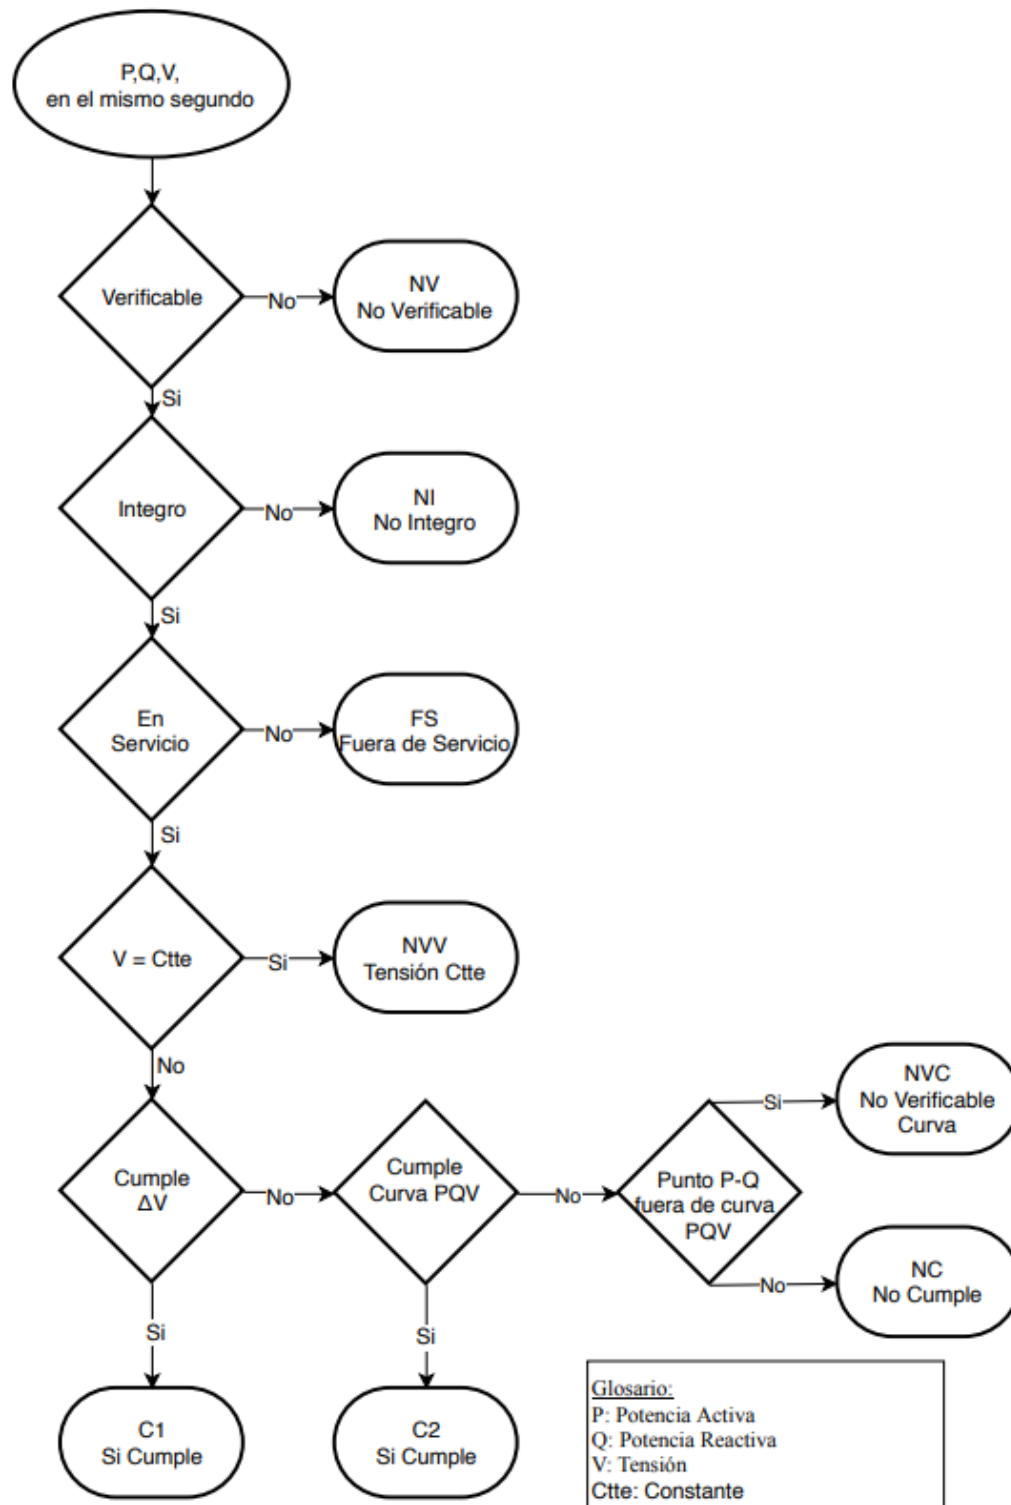 P,Q,V,
en el mismo segundo
Verificable
No
NV
No Verificable
Si
Integro
No
NI
No Integro
Si
En
Servicio
No
FS
Fuera de Servicio
Si
V = Ctte
Si
NVV
Tensión Ctte
No
Cumple
ΔV
No
Cumple
Curva PQV
No
Punto P-Q
fuera de curva
PQV
Si
NVC
No Verificable
Curva
No
NC
No Cumple
Si
C1
Si Cumple
Si
C2
Si Cumple
Glosario:
P: Potencia Activa
Q: Potencia Reactiva
V: Tensión
Ctte: Constante